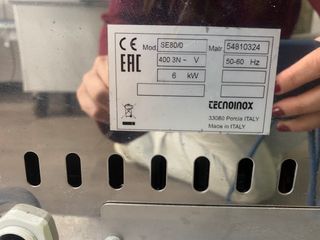 CE Mod. SE80/0 Matr. 54810324
EAC 400 3N~ V 50-60 Hz
6 kW
TECNOINOX
33080 Porcia ITALY
Made in ITALY